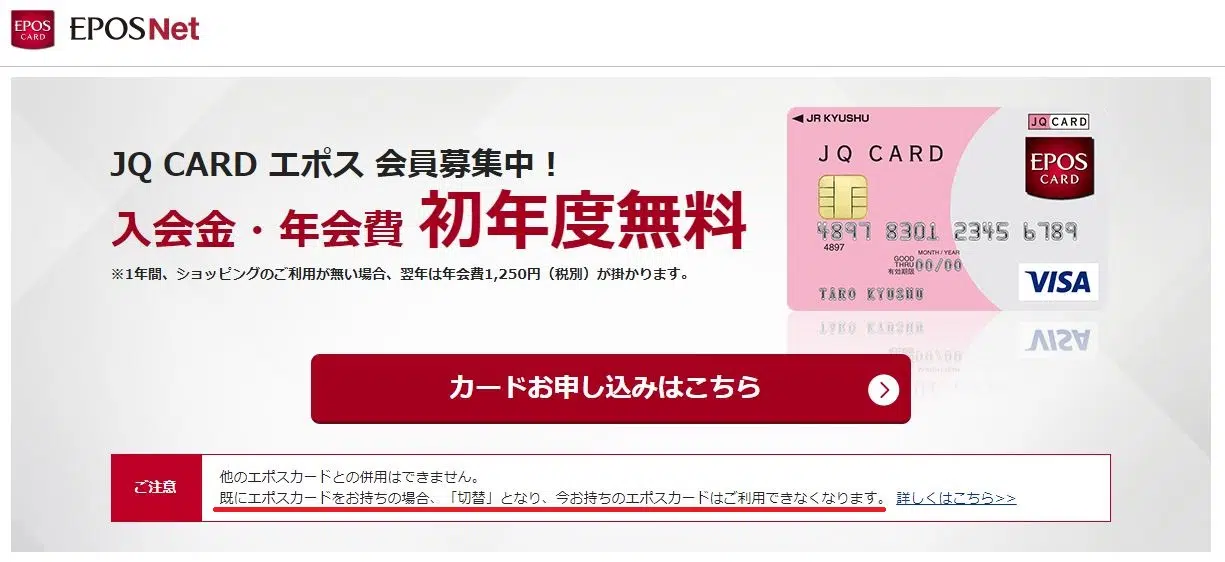 EPOS
CARD
EPOSNet
JQ CARD エポス 会員募集中！
入会金・年会費 初年度無料
※1年間、ショッピングのご利用が無い場合、翌年は年会費1,250円（税別）が掛かります。
JR KYUSHU
JQ CARD
JQ CARD
EPOS
CARD
4897 8301 2345 6789
4897
MONTH / YEAR
GOOD
THRU
有効期限
00/00
TARO KYUSHU
VISA
カードお申し込みはこちら
ご注意
他のエポスカードとの併用はできません。
既にエポスカードをお持ちの場合、「切替」となり、今お持ちのエポスカードはご利用できなくなります。 詳しくはこちら>>